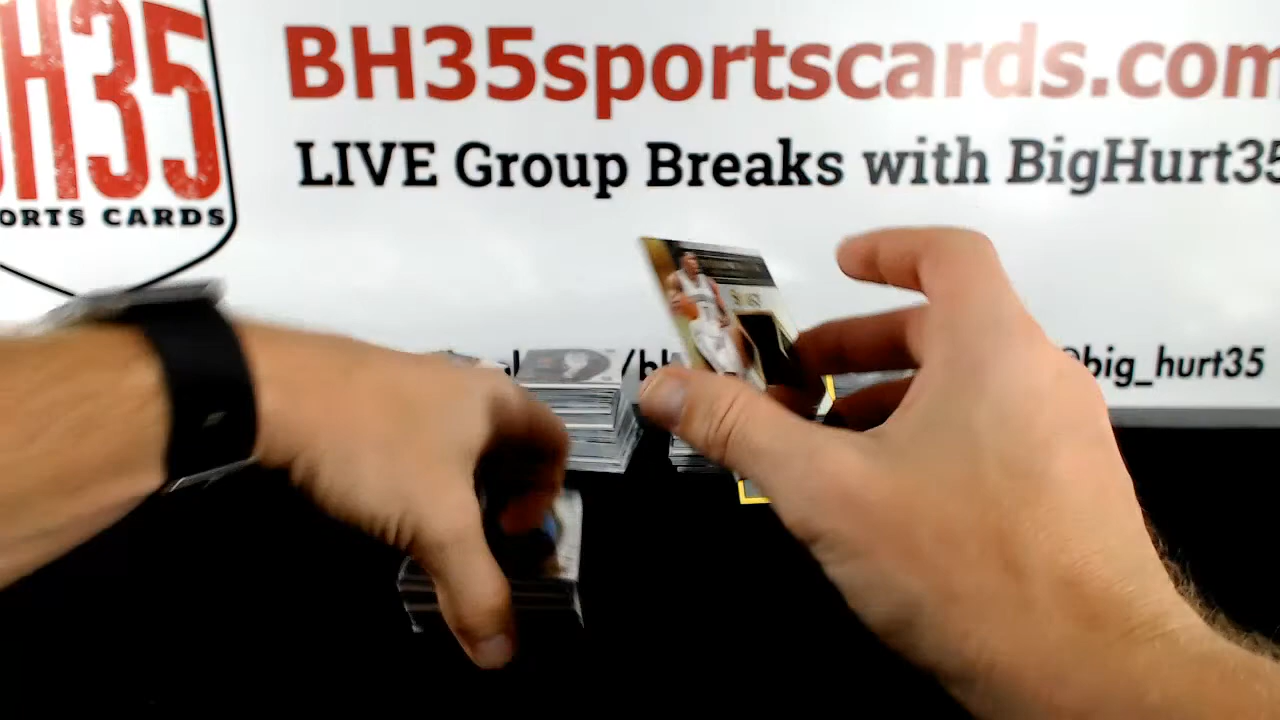 BH35
ORTS CARDS
BH35sportscards.com
LIVE Group Breaks with BigHurt35
@big_hurt35